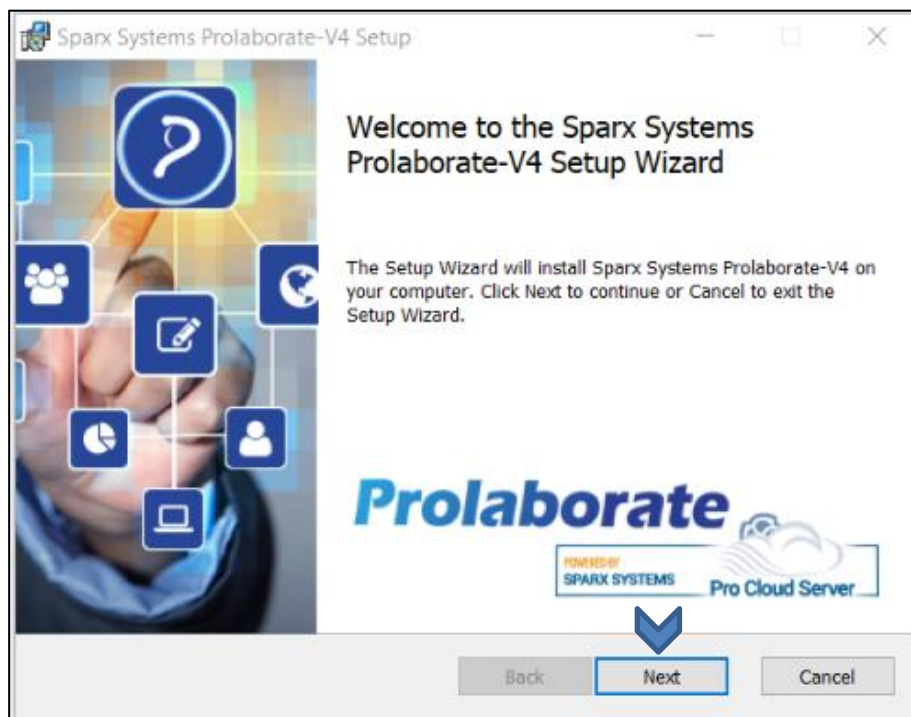 Sparx Systems Prolaborate-V4 Setup
Welcome to the Sparx Systems
Prolaborate-V4 Setup Wizard
The Setup Wizard will install Sparx Systems Prolaborate-V4 on
your computer. Click Next to continue or Cancel to exit the
Setup Wizard.
Prolaborate
POWERED BY
SPARX SYSTEMS
Pro Cloud Server
Back
Next
Cancel